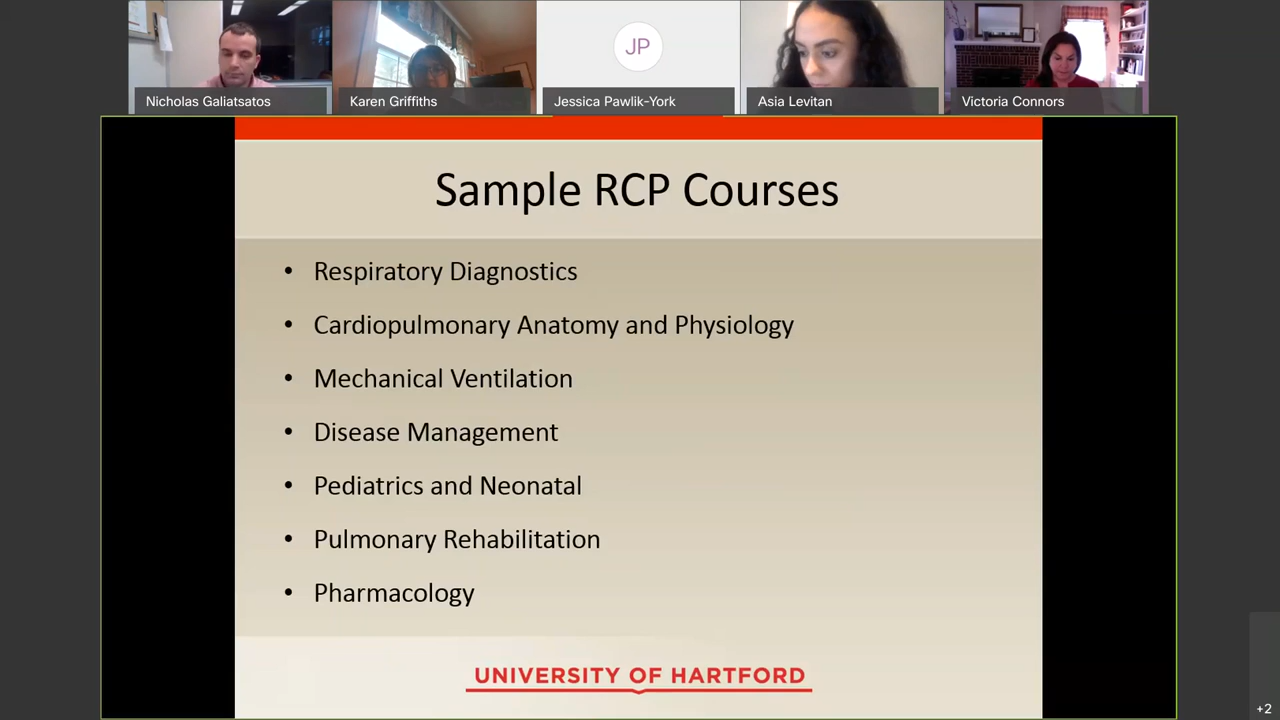 Nicholas Galiatsatos
Karen Griffiths
JP
Jessica Pawlik-York
Asia Levitan
Victoria Connors
Sample RCP Courses
• Respiratory Diagnostics
• Cardiopulmonary Anatomy and Physiology
• Mechanical Ventilation
• Disease Management
• Pediatrics and Neonatal
• Pulmonary Rehabilitation
• Pharmacology
UNIVERSITY OF HARTFORD
+2